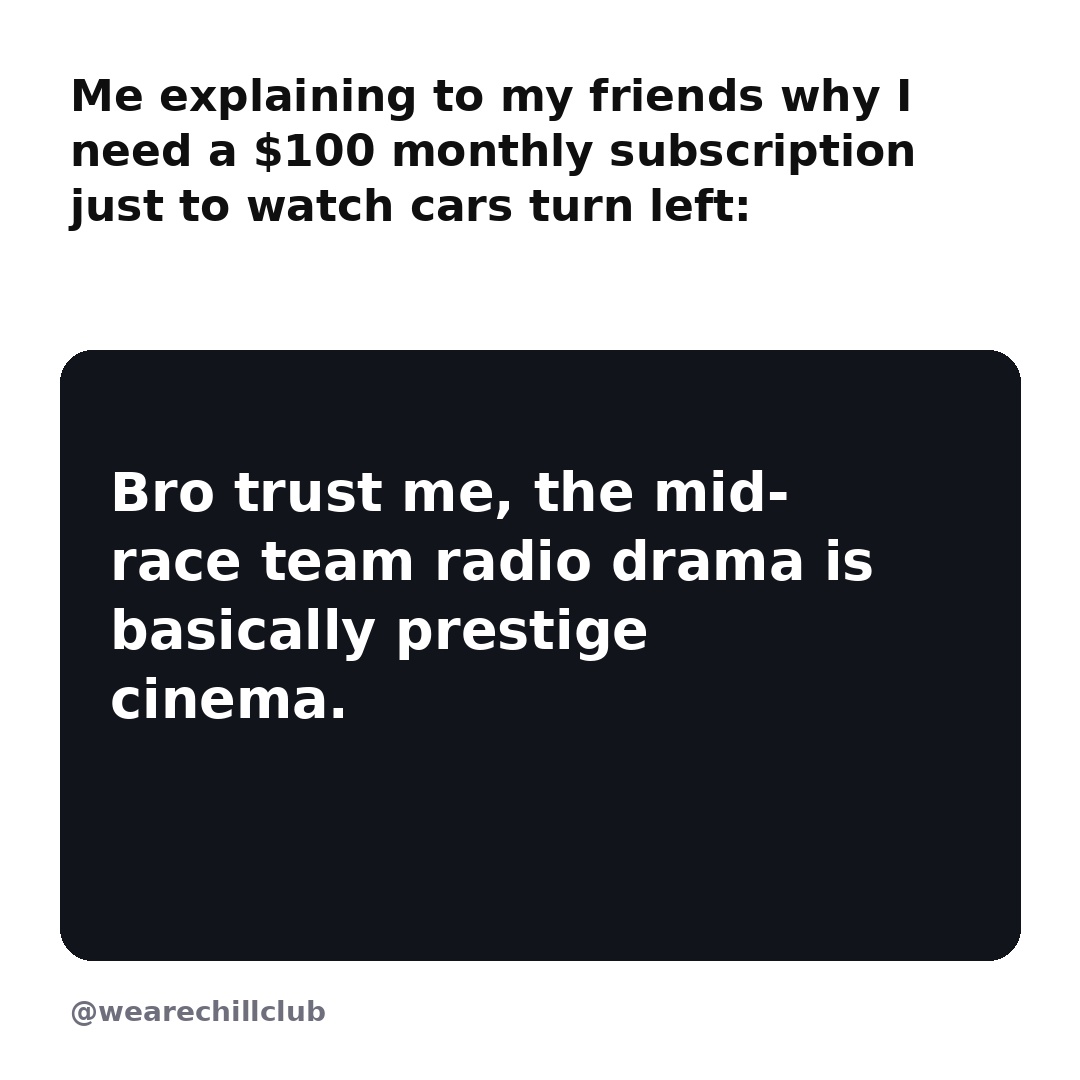 Me explaining to my friends why I
need a $100 monthly subscription
just to watch cars turn left:
Bro trust me, the mid-
race team radio drama is
basically prestige
cinema.
@wearechillclub